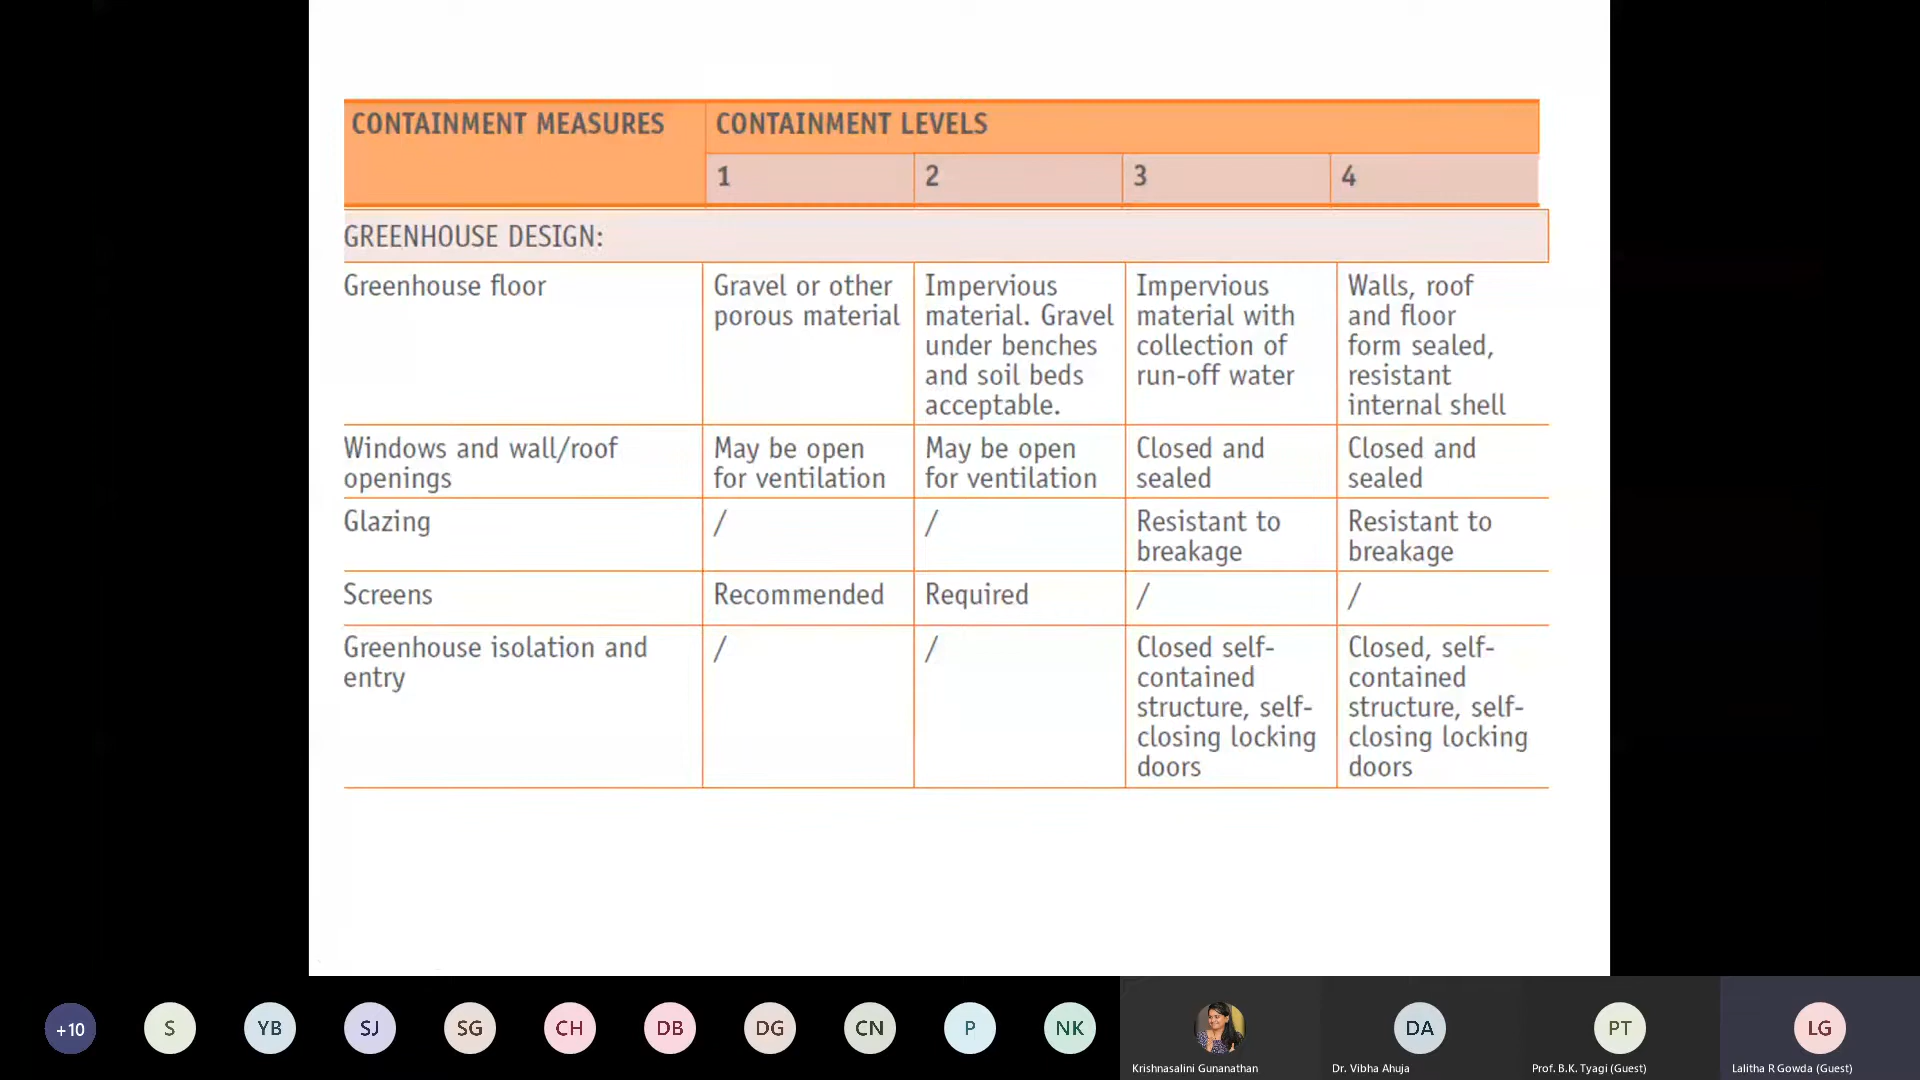 CONTAINMENT MEASURES
CONTAINMENT LEVELS
1
2
3
4
GREENHOUSE DESIGN:
Greenhouse floor
Gravel or other
porous material
Impervious
material. Gravel
under benches
and soil beds
acceptable.
Impervious
material with
collection of
run-off water
Walls, roof
and floor
form sealed,
resistant
internal shell
Windows and wall/roof
openings
May be open
for ventilation
May be open
for ventilation
Closed and
sealed
Closed and
sealed
Glazing
/
/
Resistant to
breakage
Resistant to
breakage
Screens
Recommended
Required
/
/
Greenhouse isolation and
entry
/
/
Closed self-
contained
structure, self-
closing locking
doors
Closed, self-
contained
structure, self-
closing locking
doors
+10
S
YB
SJ
SG
CH
DB
DG
CN
P
NK
Krishnasalini Gunanathan
DA
Dr. Vibha Ahuja
PT
Prof. B.K. Tyagi (Guest)
LG
Lalitha R Gowda (Guest)